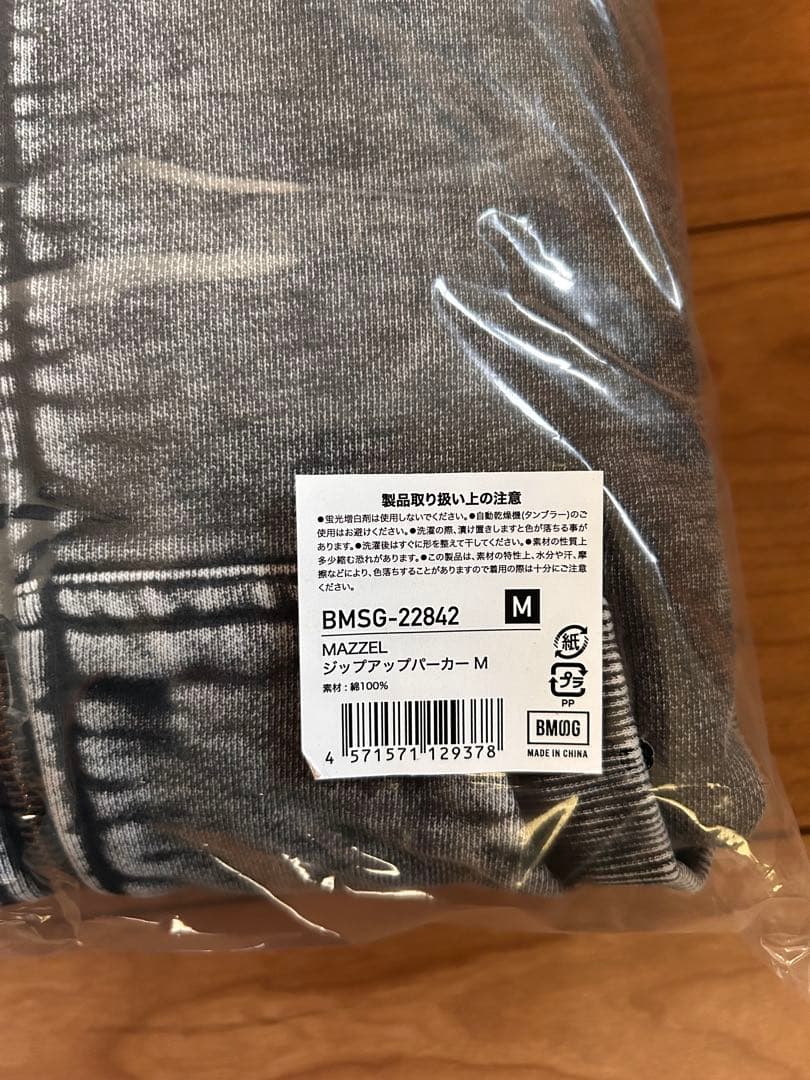 製品取り扱い上の注意
●蛍光増白剤は使用しないでください。●自動乾燥機(タンブラー)のご
使用はお避けください。●洗濯の際、漬け置きしますと色が落ちる事が
あります。●洗濯後はすぐに形を整えて干してください。●素材の性質上
多少縮む恐れがあります。●この製品は、素材の特性上、水分や汗、摩
擦などにより、色落ちすることがありますので着用の際は十分にご注意
ください。
BMSG-22842 M
MAZZEL
ジップアップパーカー M
素材：綿100%
紙
プラ
PP
BMSG
MADE IN CHINA
4 571571 129378